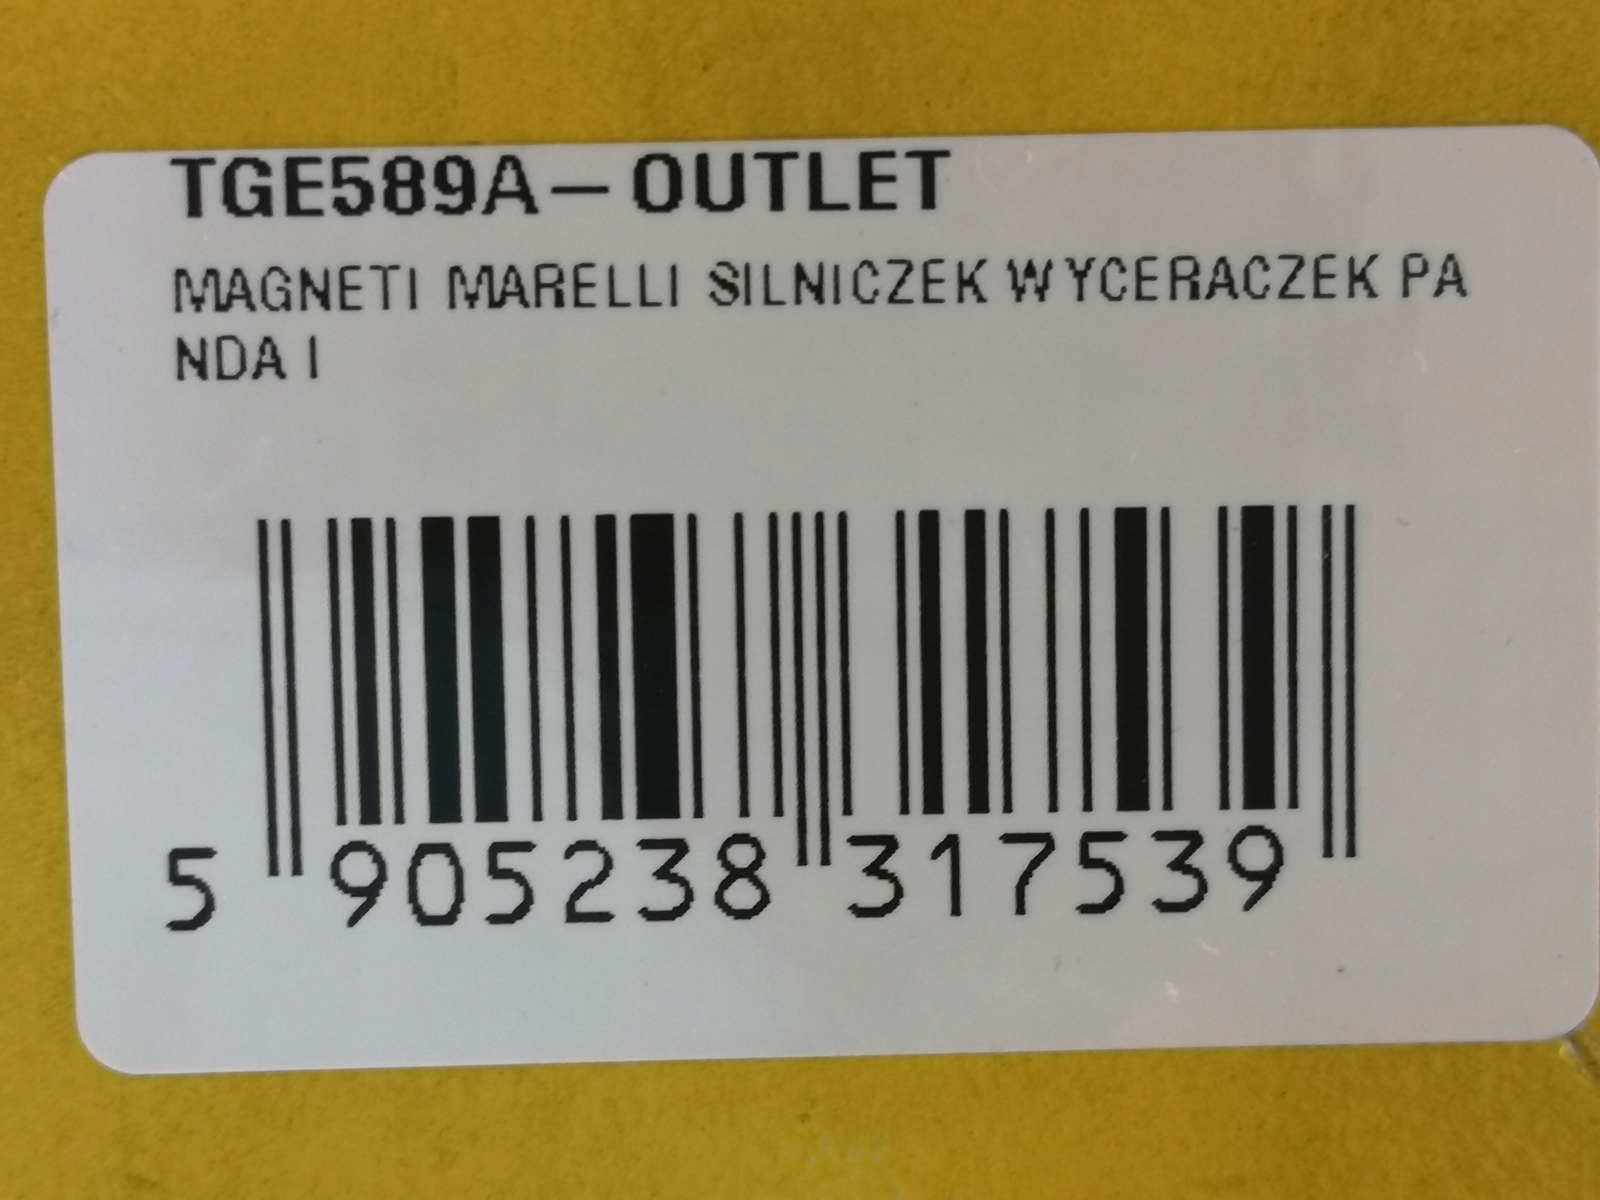 TGE589A-OUTLET
MAGNETI MARELLI SILNICZEK WYCERACZEK PA
NDA I
5 905238 317539